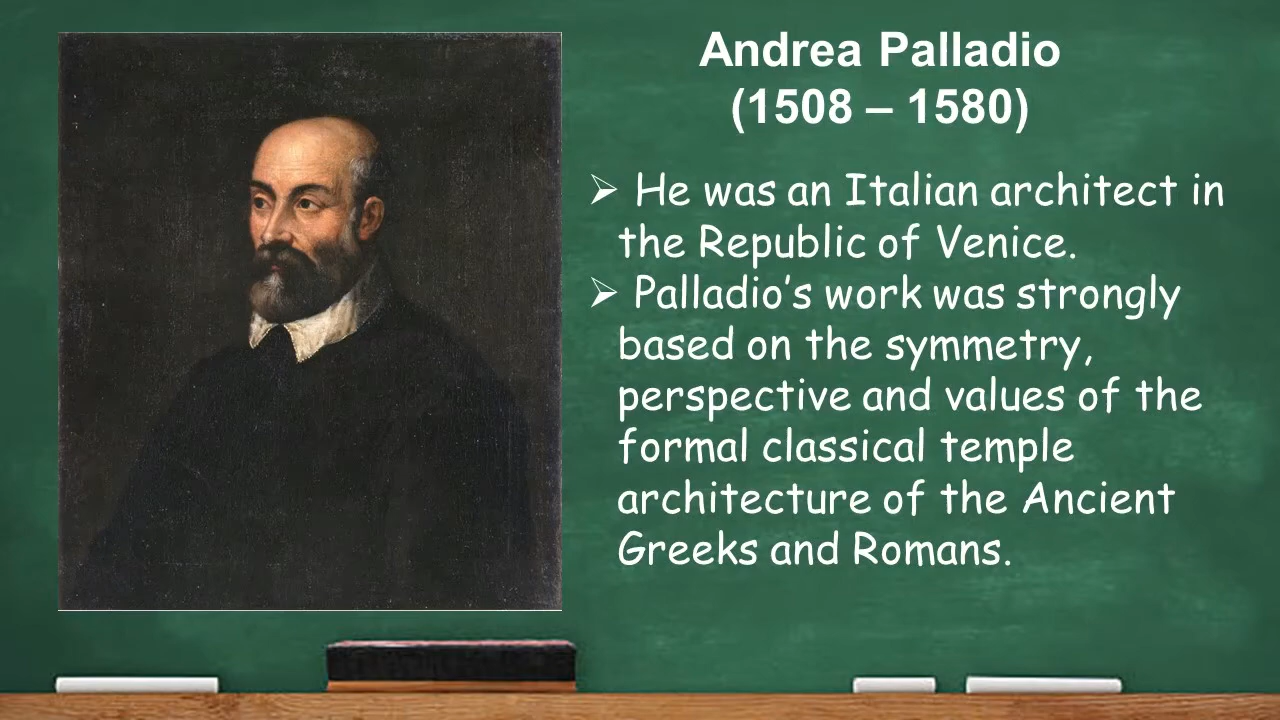 Andrea Palladio
(1508 – 1580)
➢ He was an Italian architect in
the Republic of Venice.
➢ Palladio’s work was strongly
based on the symmetry,
perspective and values of the
formal classical temple
architecture of the Ancient
Greeks and Romans.